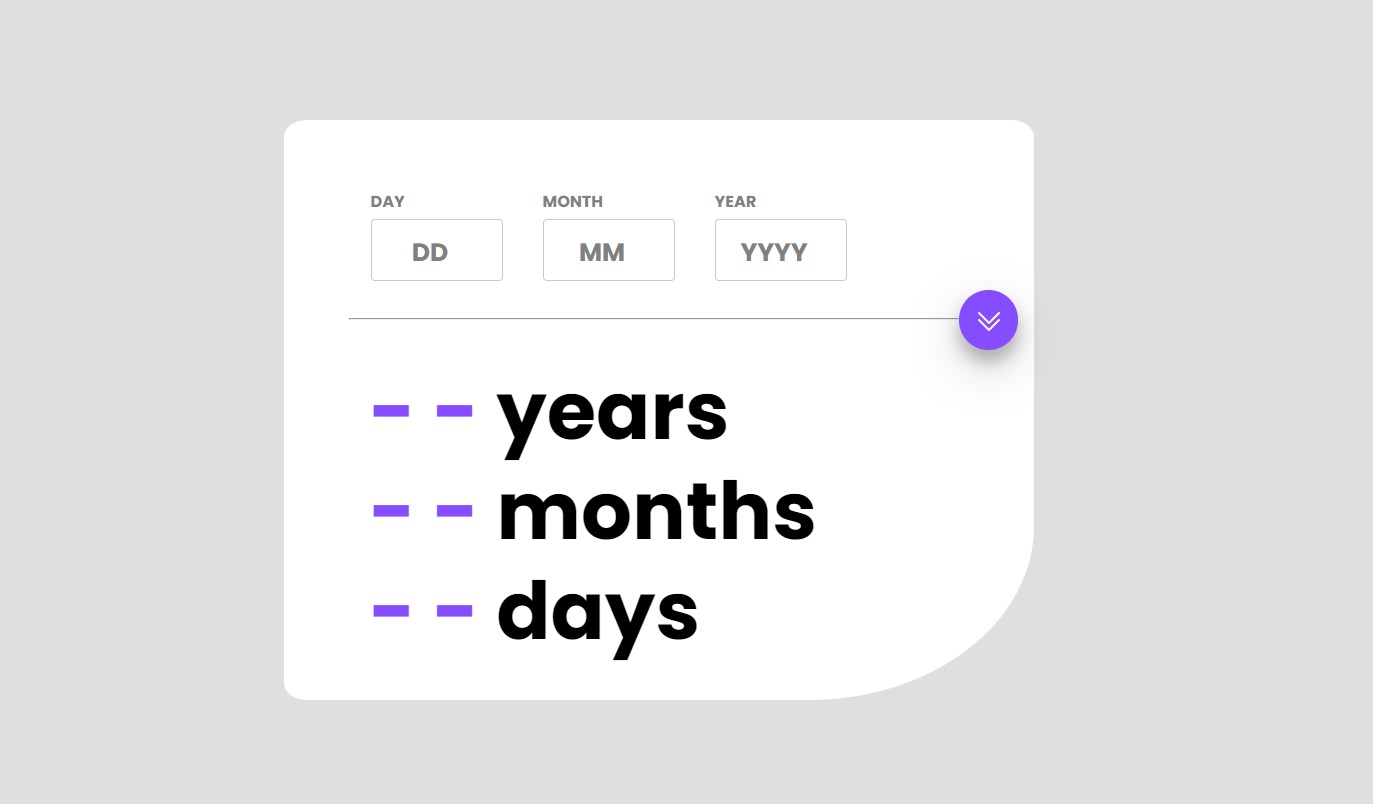 DAY MONTH YEAR
DD MM YYYY
- - years
- - months
- - days